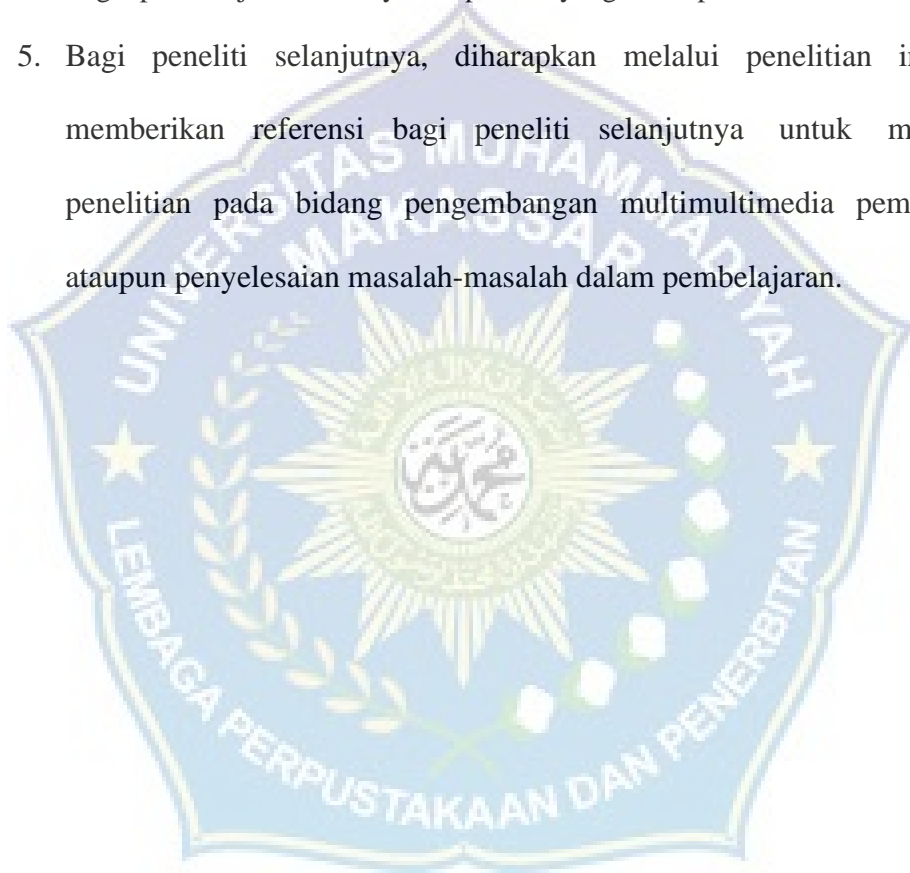 5. Bagi peneliti selanjutnya, diharapkan melalui penelitian
memberikan referensi bagi peneliti selanjutnya untuk
penelitian pada bidang pengembangan multimultimedia
ataupun penyelesaian masalah-masalah dalam pembelajaran.
UNIVERSITAS MUHAMMADIYAH
MAKASSAR
محمد
LEMBAGA PERPUSTAKAAN DAN PENERBITAN